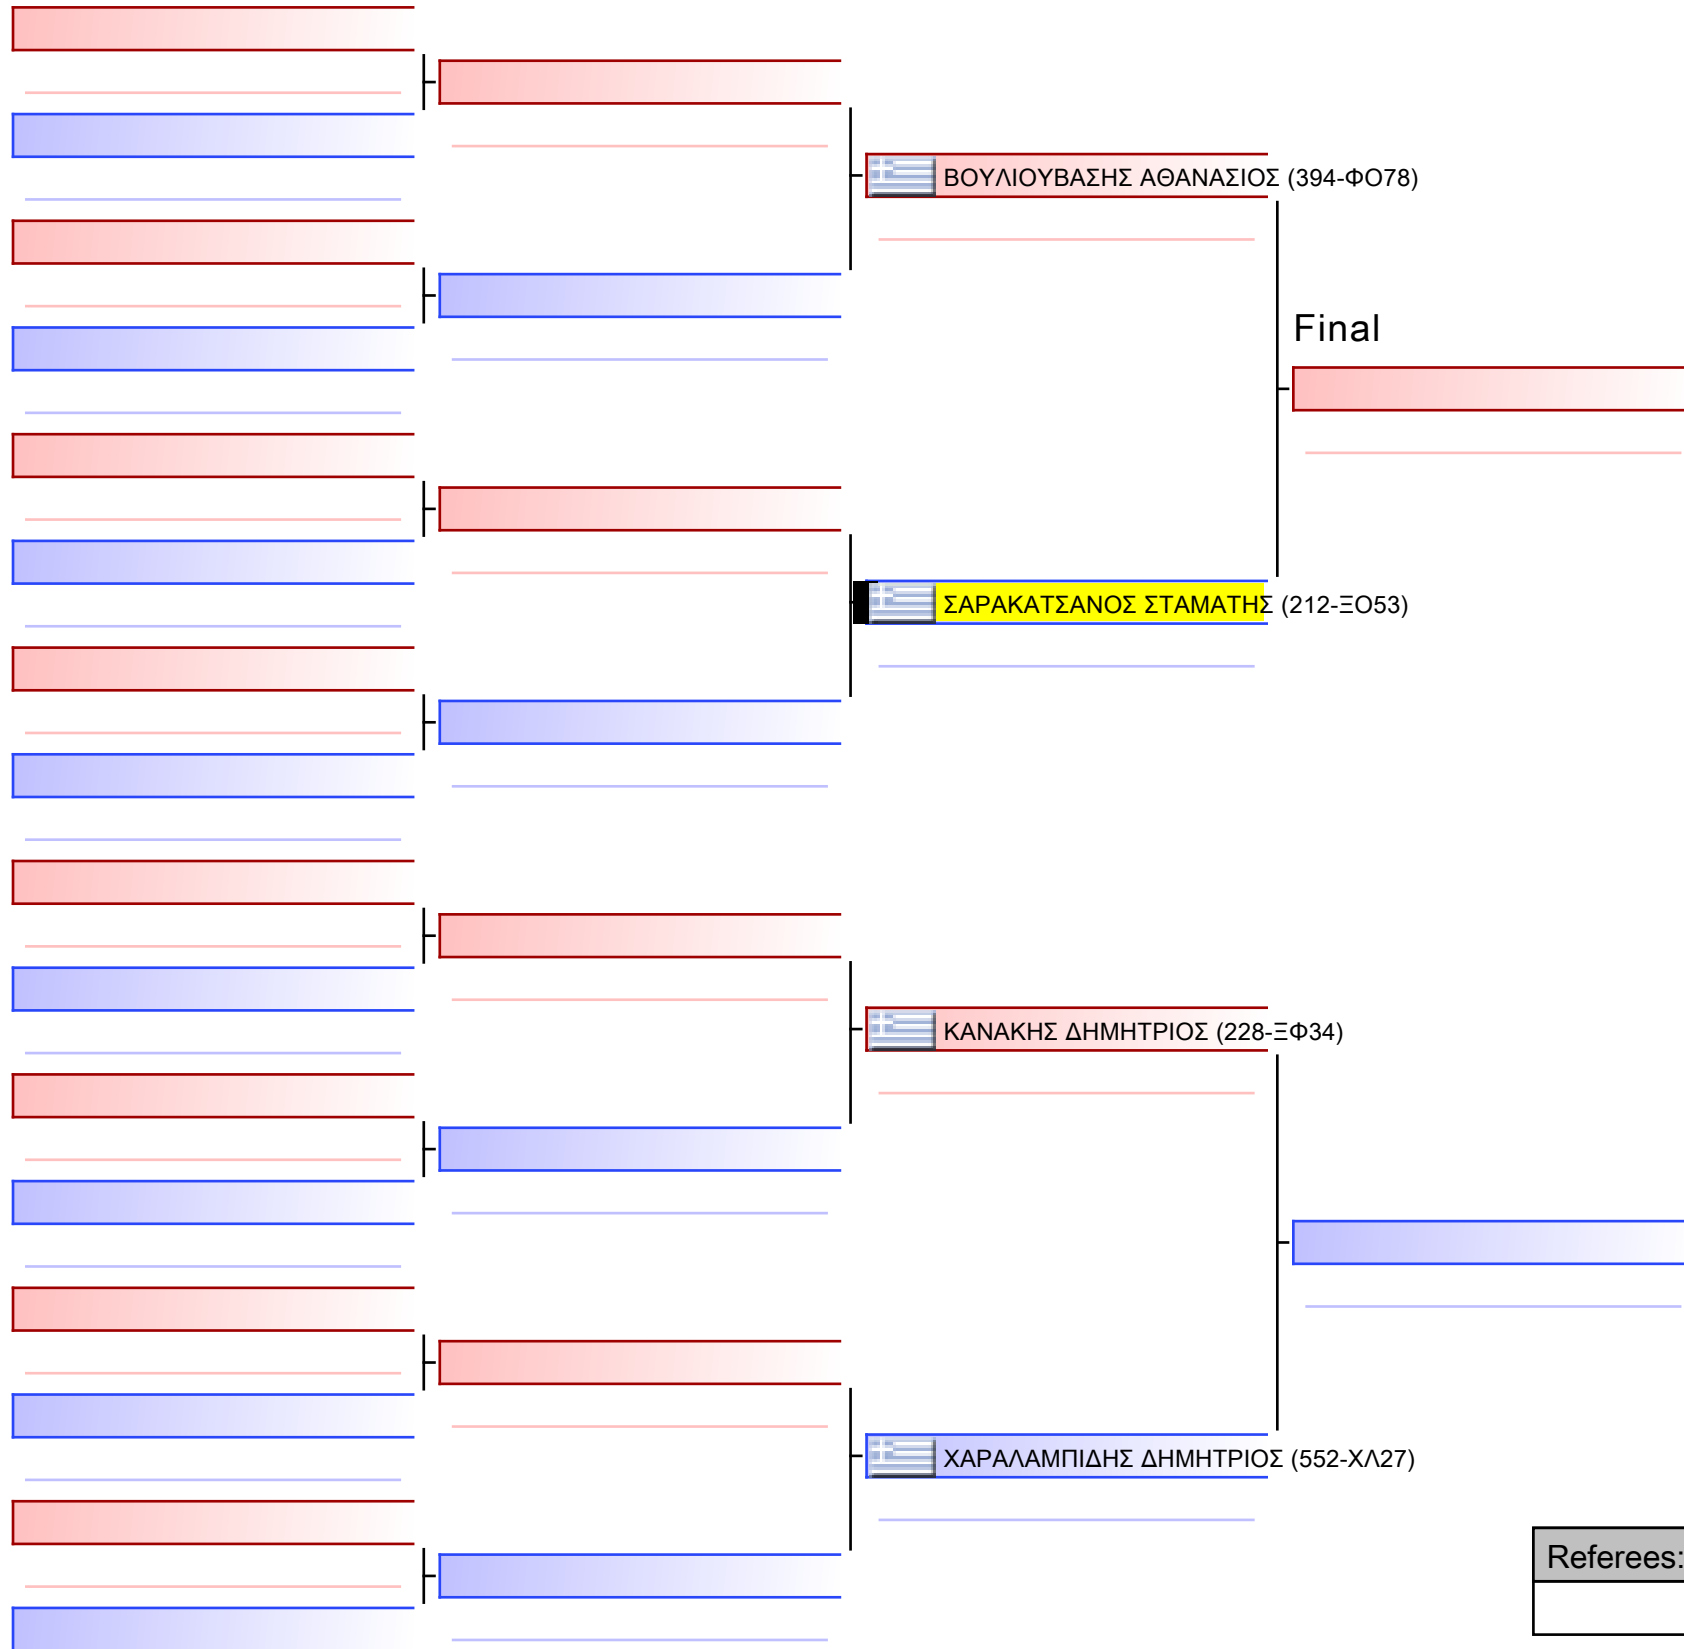 ΒΟΥΛΙΟΥΒΑΣΗΣ ΑΘΑΝΑΣΙΟΣ (394-ΦΟ78)
Final
ΣΑΡΑΚΑΤΣΑΝΟΣ ΣΤΑΜΑΤΗΣ (212-ΞΟ53)
ΚΑΝΑΚΗΣ ΔΗΜΗΤΡΙΟΣ (228-ΞΦ34)
ΧΑΡΑΛΑΜΠΙΔΗΣ ΔΗΜΗΤΡΙΟΣ (552-ΧΛ27)
Referees: